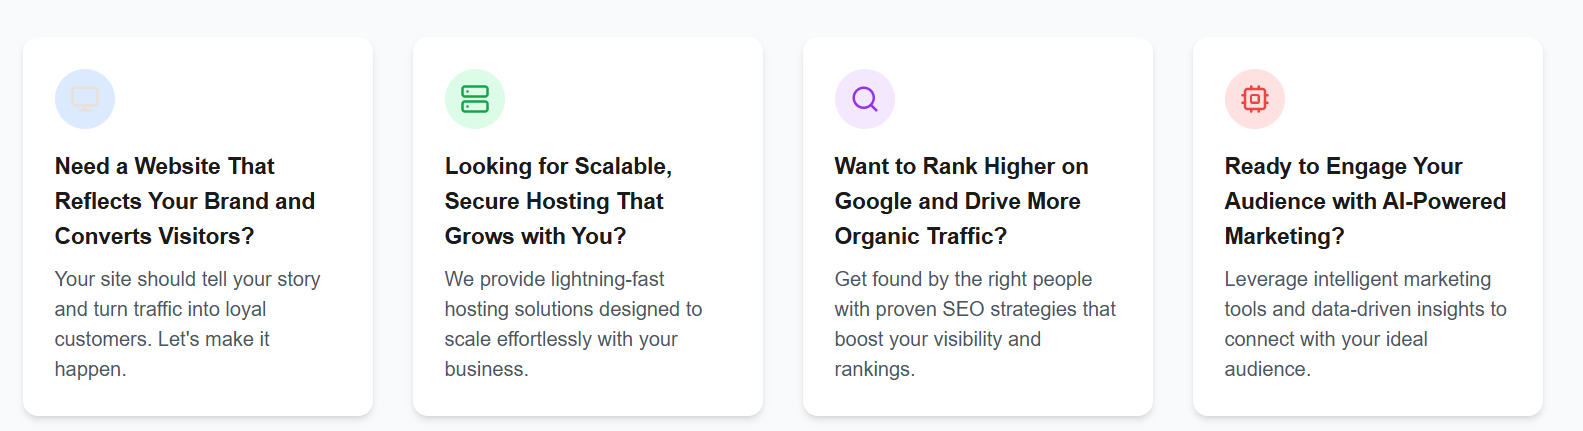 Need a Website That
Reflects Your Brand and
Converts Visitors?
Your site should tell your story
and turn traffic into loyal
customers. Let's make it
happen.
Looking for Scalable,
Secure Hosting That
Grows with You?
We provide lightning-fast
hosting solutions designed to
scale effortlessly with your
business.
Want to Rank Higher on
Google and Drive More
Organic Traffic?
Get found by the right people
with proven SEO strategies that
boost your visibility and
rankings.
Ready to Engage Your
Audience with AI-Powered
Marketing?
Leverage intelligent marketing
tools and data-driven insights to
connect with your ideal
audience.